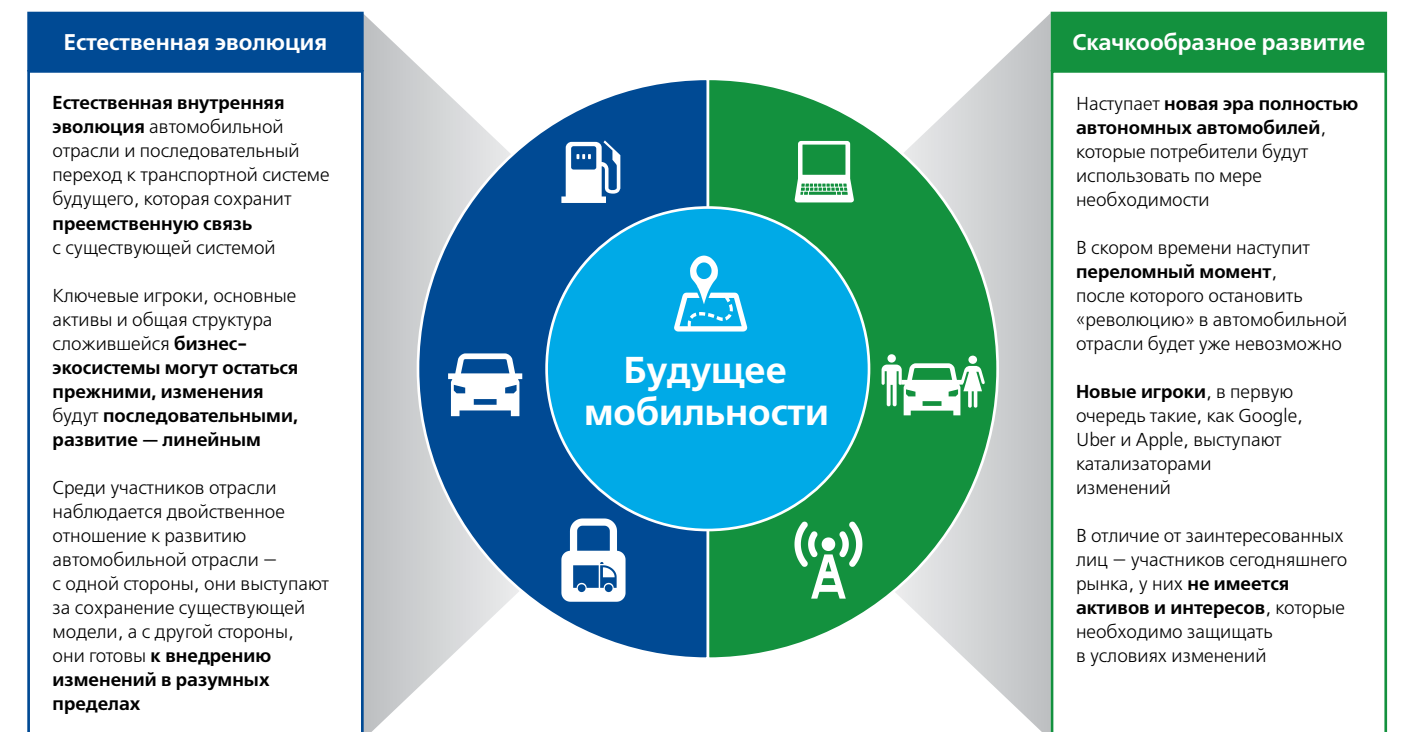 Естественная эволюция
Естественная внутренняя
эволюция автомобильной
отрасли и последовательный
переход к транспортной системе
будущего, которая сохранит
преемственную связь
с существующей системой
Ключевые игроки, основные
активы и общая структура
сложившейся бизнес-
экосистемы могут остаться
прежними, изменения
будут последовательными,
развитие — линейным
Среди участников отрасли
наблюдается двойственное
отношение к развитию
автомобильной отрасли —
с одной стороны, они выступают
за сохранение существующей
модели, а с другой стороны,
они готовы к внедрению
изменений в разумных
пределах
Будущее
мобильности
Скачкообразное развитие
Наступает новая эра полностью
автономных автомобилей,
которые потребители будут
использовать по мере
необходимости
В скором времени наступит
переломный момент,
после которого остановить
«революцию» в автомобильной
отрасли будет уже невозможно
Новые игроки, в первую
очередь такие, как Google,
Uber и Apple, выступают
катализаторами
изменений
В отличие от заинтересованных
лиц — участников сегодняшнего
рынка, у них не имеется
активов и интересов, которые
необходимо защищать
в условиях изменений